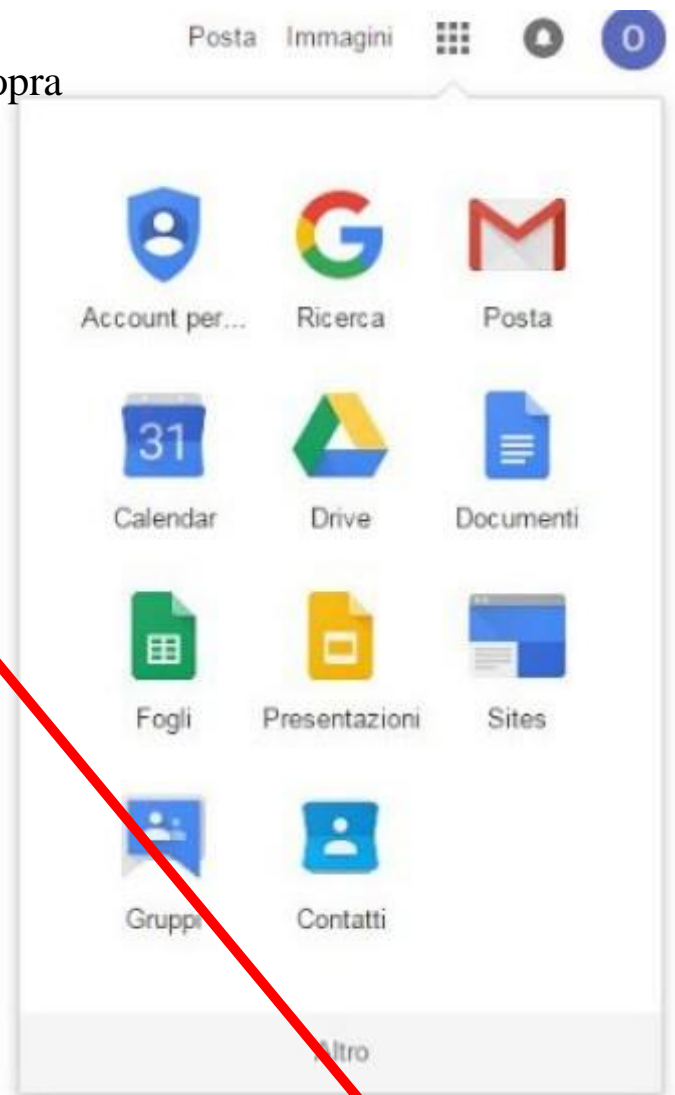 Posta Immagini O
opra
Account per... Ricerca Posta
31
Calendar Drive Documenti
Fogli Presentazioni Sites
Gruppi Contatti
Altro